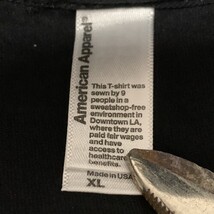 American Apparel®
This T-shirt was
sewn by 9
people in a
sweatshop-free
environment in
Downtown LA,
where they are
paid fair wages
and have
access to
healthcare
benefits.
Made in USA
XL